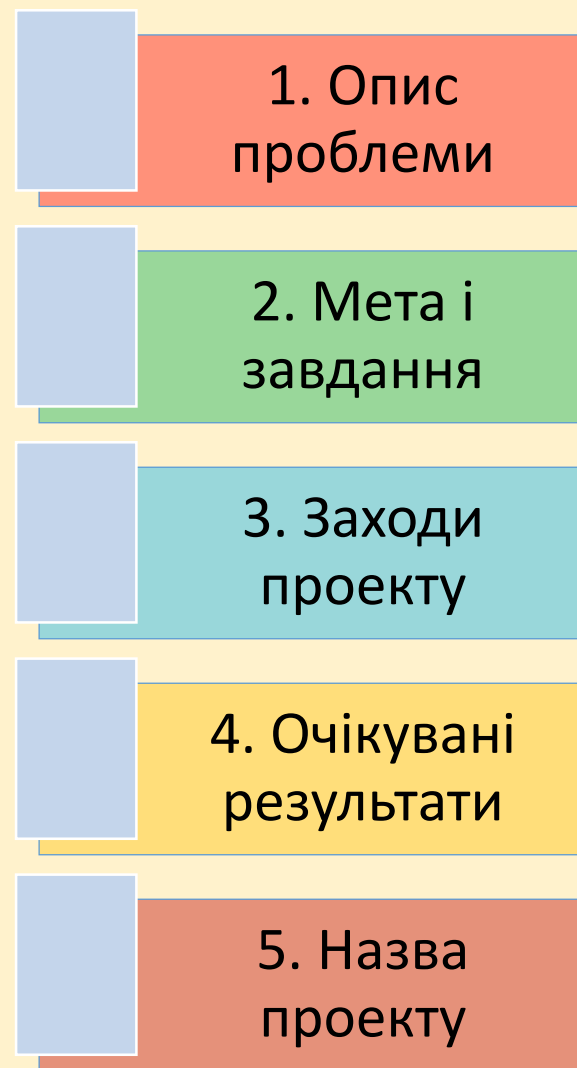 1. Опис
проблеми
2. Мета і
завдання
3. Заходи
проекту
4. Очікувані
результати
5. Назва
проекту